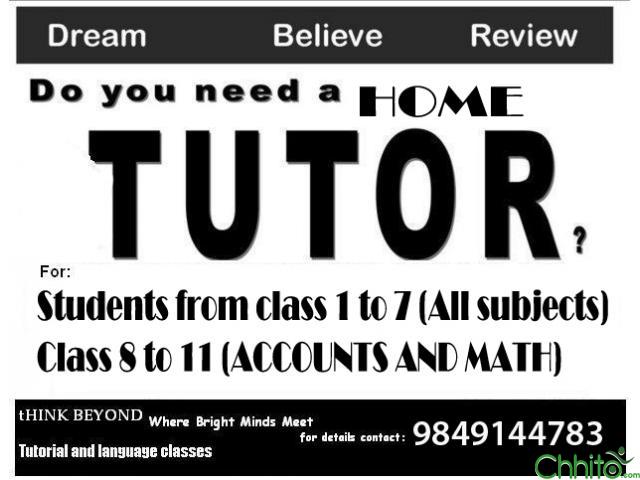 Dream Believe Review
Do you need a HOME
TUTOR?
For:
Students from class 1 to 7 (All subjects)
Class 8 to 11 (ACCOUNTS AND MATH)
tHINK BEYOND Where Bright Minds Meet
for details contact: 9849144783
Tutorial and language classes
Chhito.com